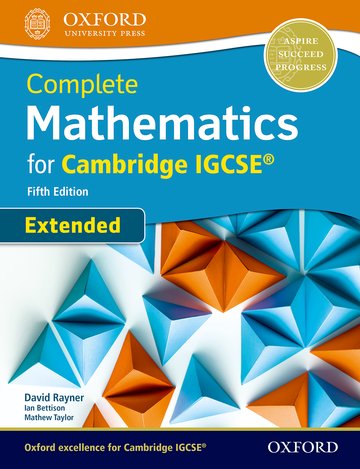 OXFORD
UNIVERSITY PRESS
ASPIRE
SUCCEED
PROGRESS
Complete
Mathematics
for Cambridge IGCSE®
Fifth Edition
Extended
David Rayner
Ian Bettison
Mathew Taylor
Oxford excellence for Cambridge IGCSE®
OXFORD